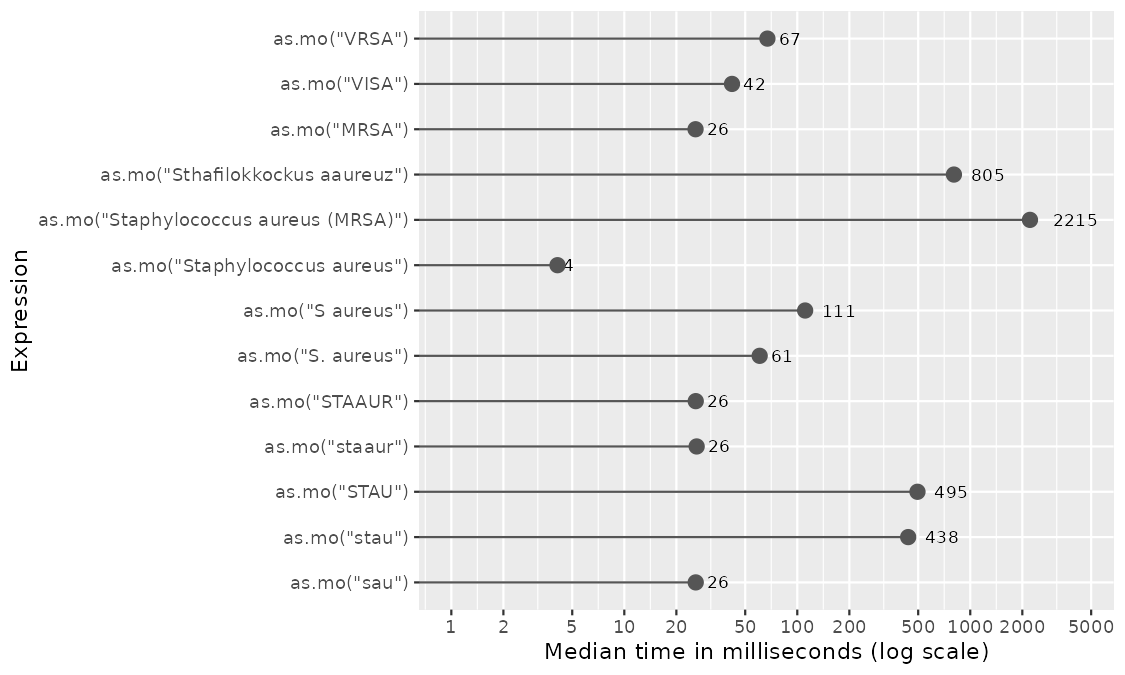 as.mo("VRSA") 67
as.mo("VISA") 42
as.mo("MRSA") 26
as.mo("Sthafilokkockus aaureuz") 805
as.mo("Staphylococcus aureus (MRSA)") 2215
as.mo("Staphylococcus aureus") 4
as.mo("S aureus") 111
as.mo("S. aureus") 61
as.mo("STAAUR") 26
as.mo("staaur") 26
as.mo("STAU") 495
as.mo("stau") 438
as.mo("sau") 26
Expression
1 2 5 10 20 50 100 200 500 1000 2000 5000
Median time in milliseconds (log scale)